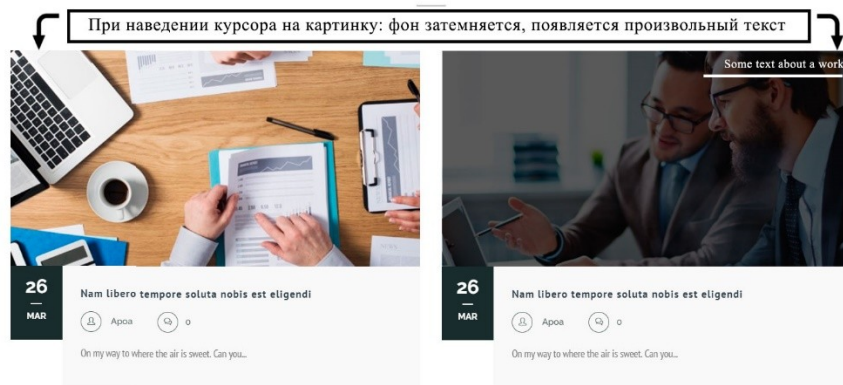 При наведении курсора на картинку: фон затемняется, появляется произвольный текст
Some text about a work
26
MAR
Nam libero tempore soluta nobis est eligendi
Apoa
0
On my way to where the air is sweet. Can you...
26
MAR
Nam libero tempore soluta nobis est eligendi
Apoa
0
On my way to where the air is sweet. Can you...